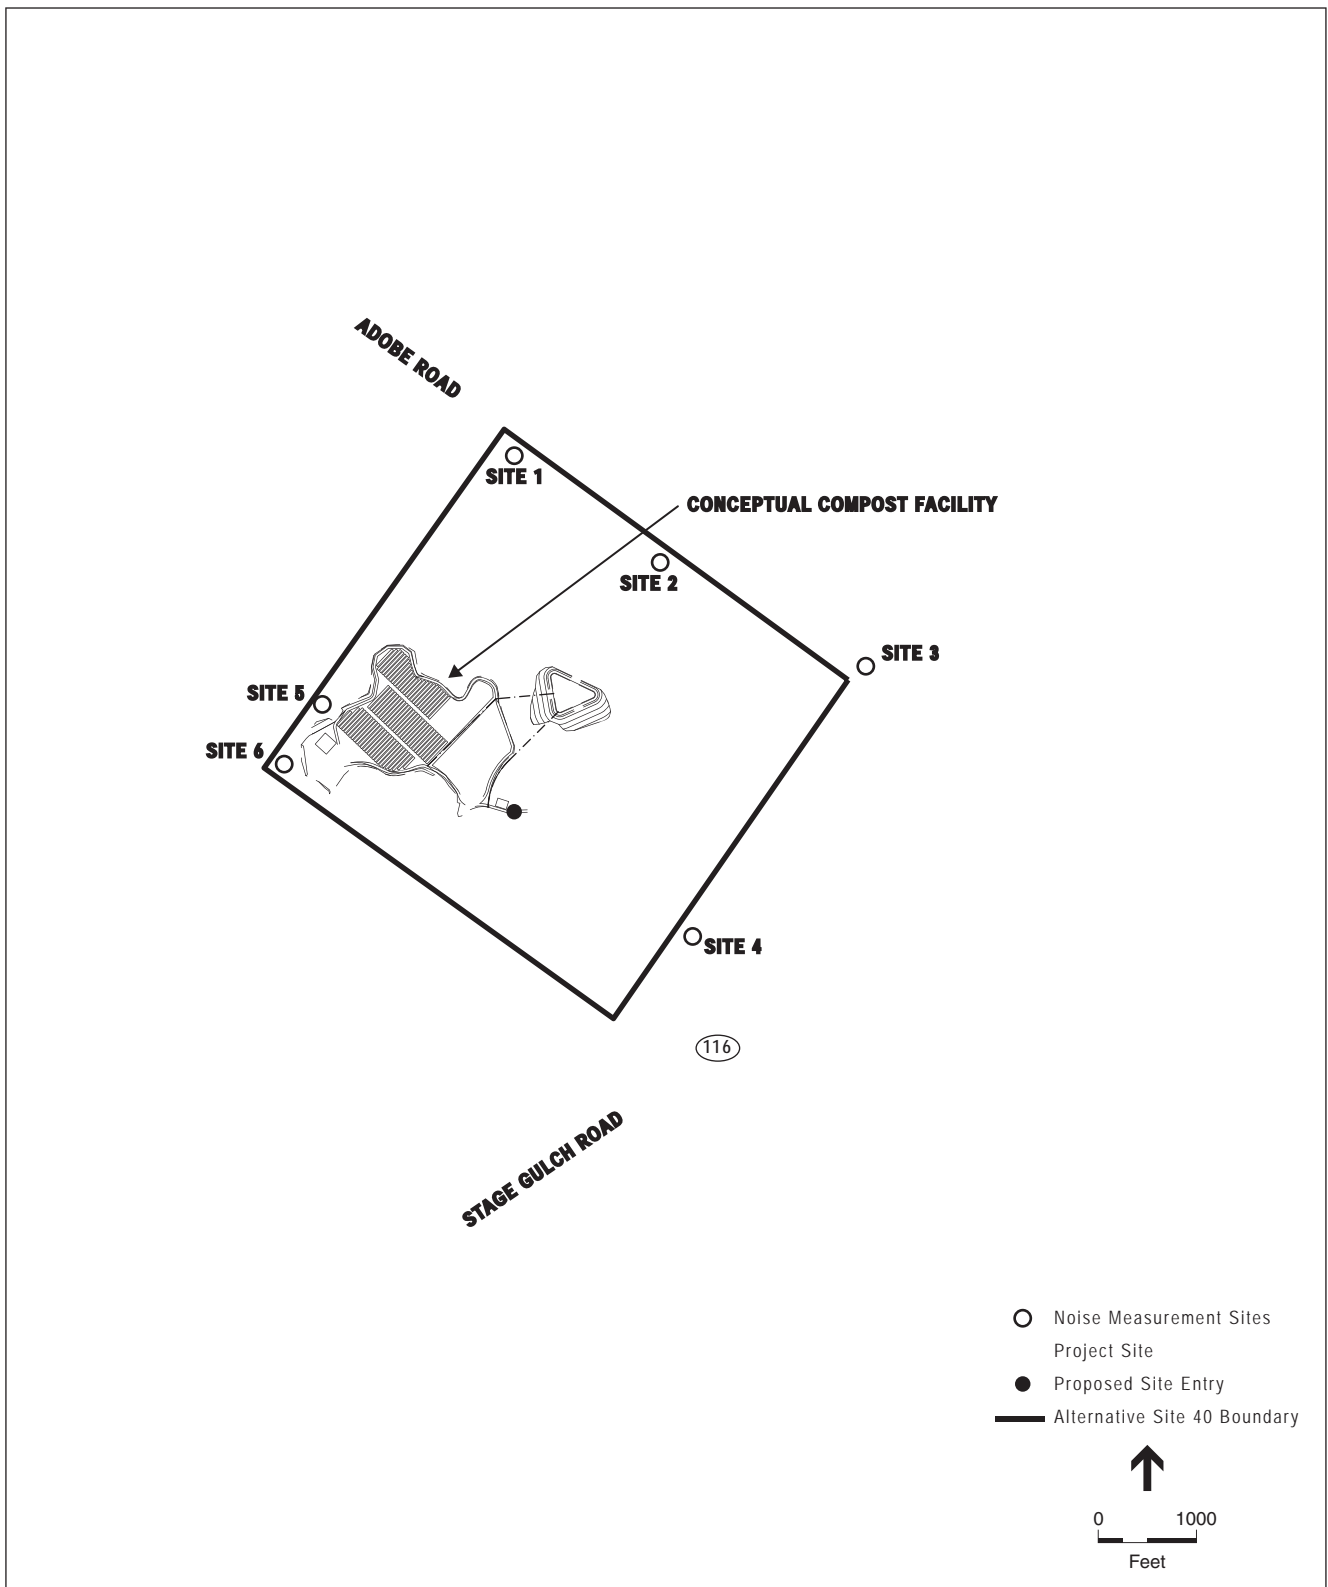 ADOBE ROAD
SITE 1
CONCEPTUAL COMPOST FACILITY
SITE 2
SITE 3
SITE 5
SITE 6
SITE 4
116
STAGE GULCH ROAD
Noise Measurement Sites
Project Site
Proposed Site Entry
Alternative Site 40 Boundary
0 1000
Feet